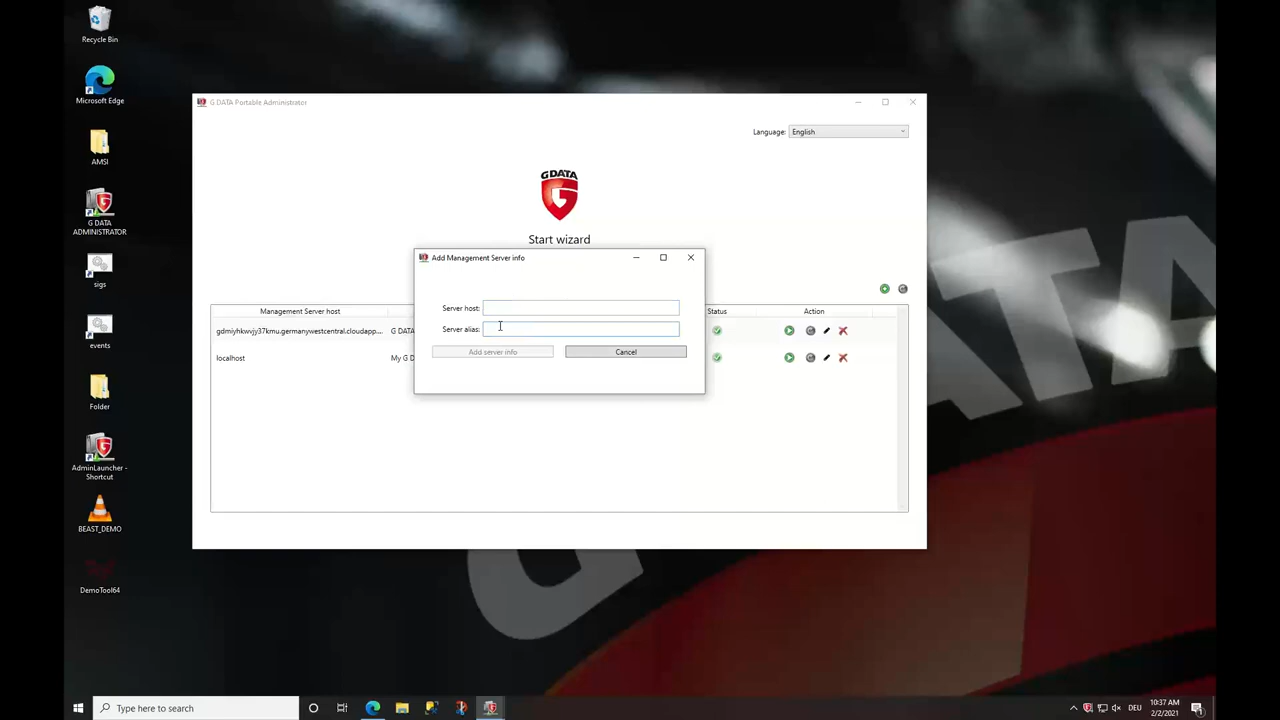 Recycle Bin
Microsoft Edge
AMSI
G DATA
ADMINISTRATOR
sigs
events
Folder
AdminLauncher -
Shortcut
BEAST_DEMO
DemoTool64
G DATA Portable Administrator
Language: English
G DATA
Start wizard
Add Management Server info
Server host:
Server alias:
Add server info Cancel
Management Server host Status Action
gdmiyhkwvjy37kmu.germanywestcentral.cloudapp... G DATA
localhost My G D
DATA
G
Type here to search
DEU
10:37 AM
2/2/2021
1